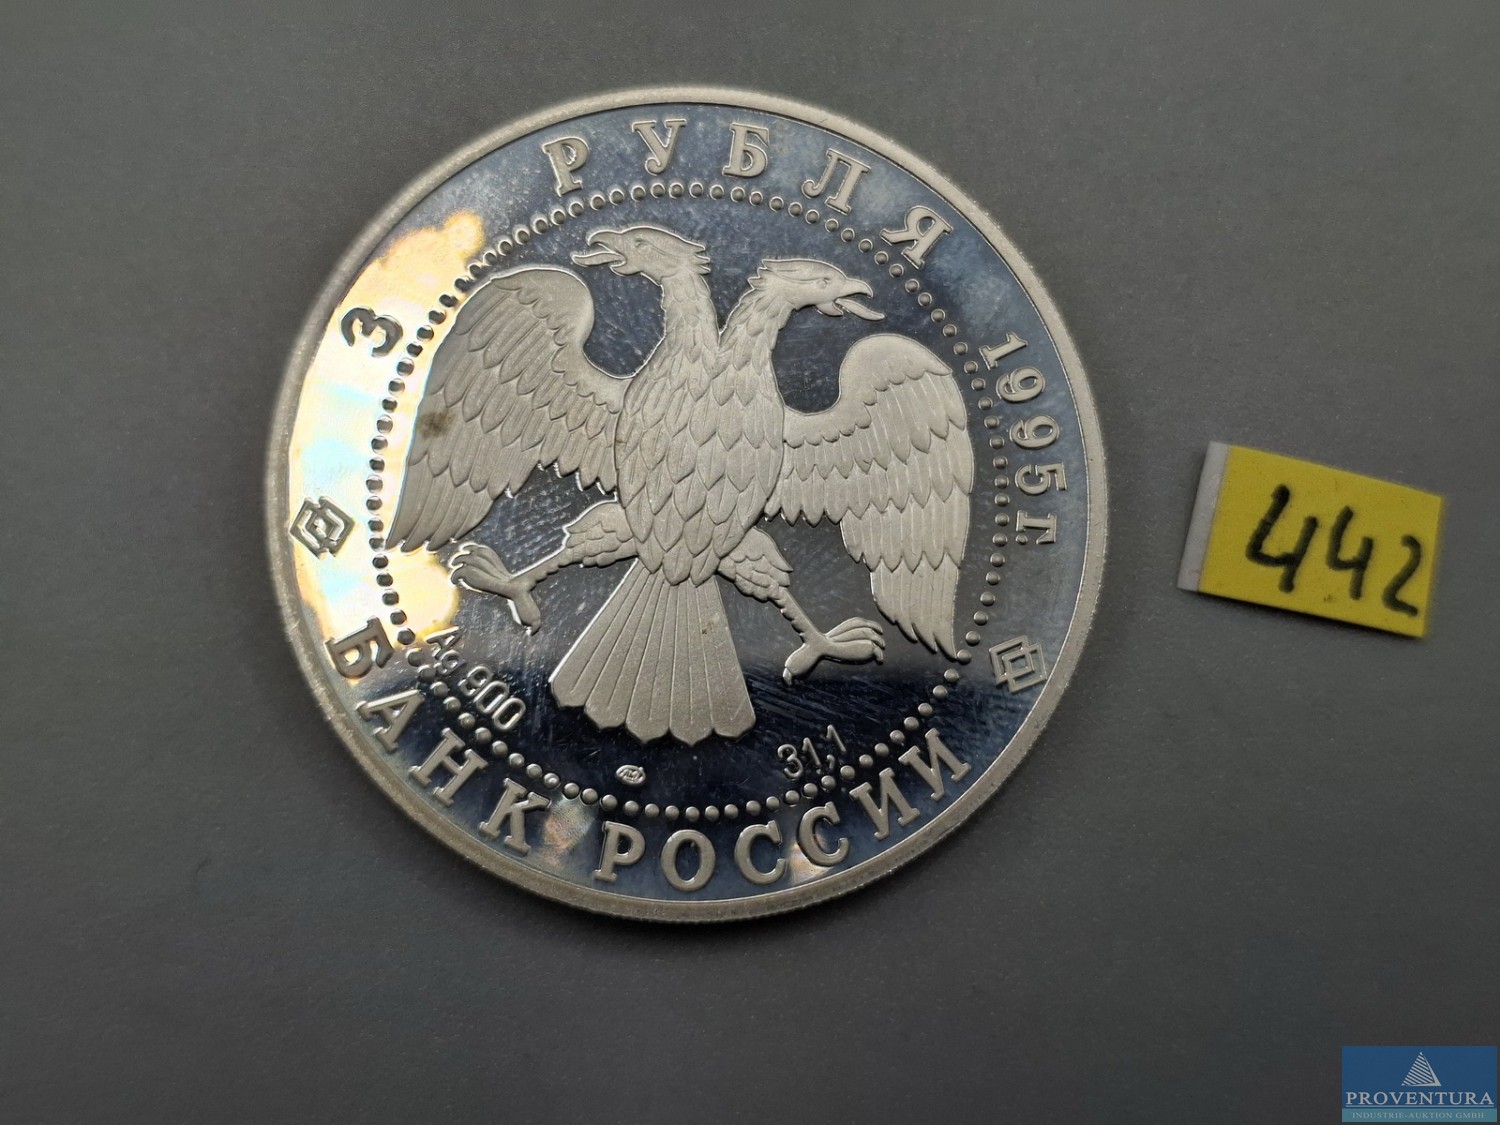 3 РУБЛЯ 1995г.
БАНК РОССИИ
Ag 900
31,1
442
PROVENTURA
INDUSTRIE-AUKTION GMBH